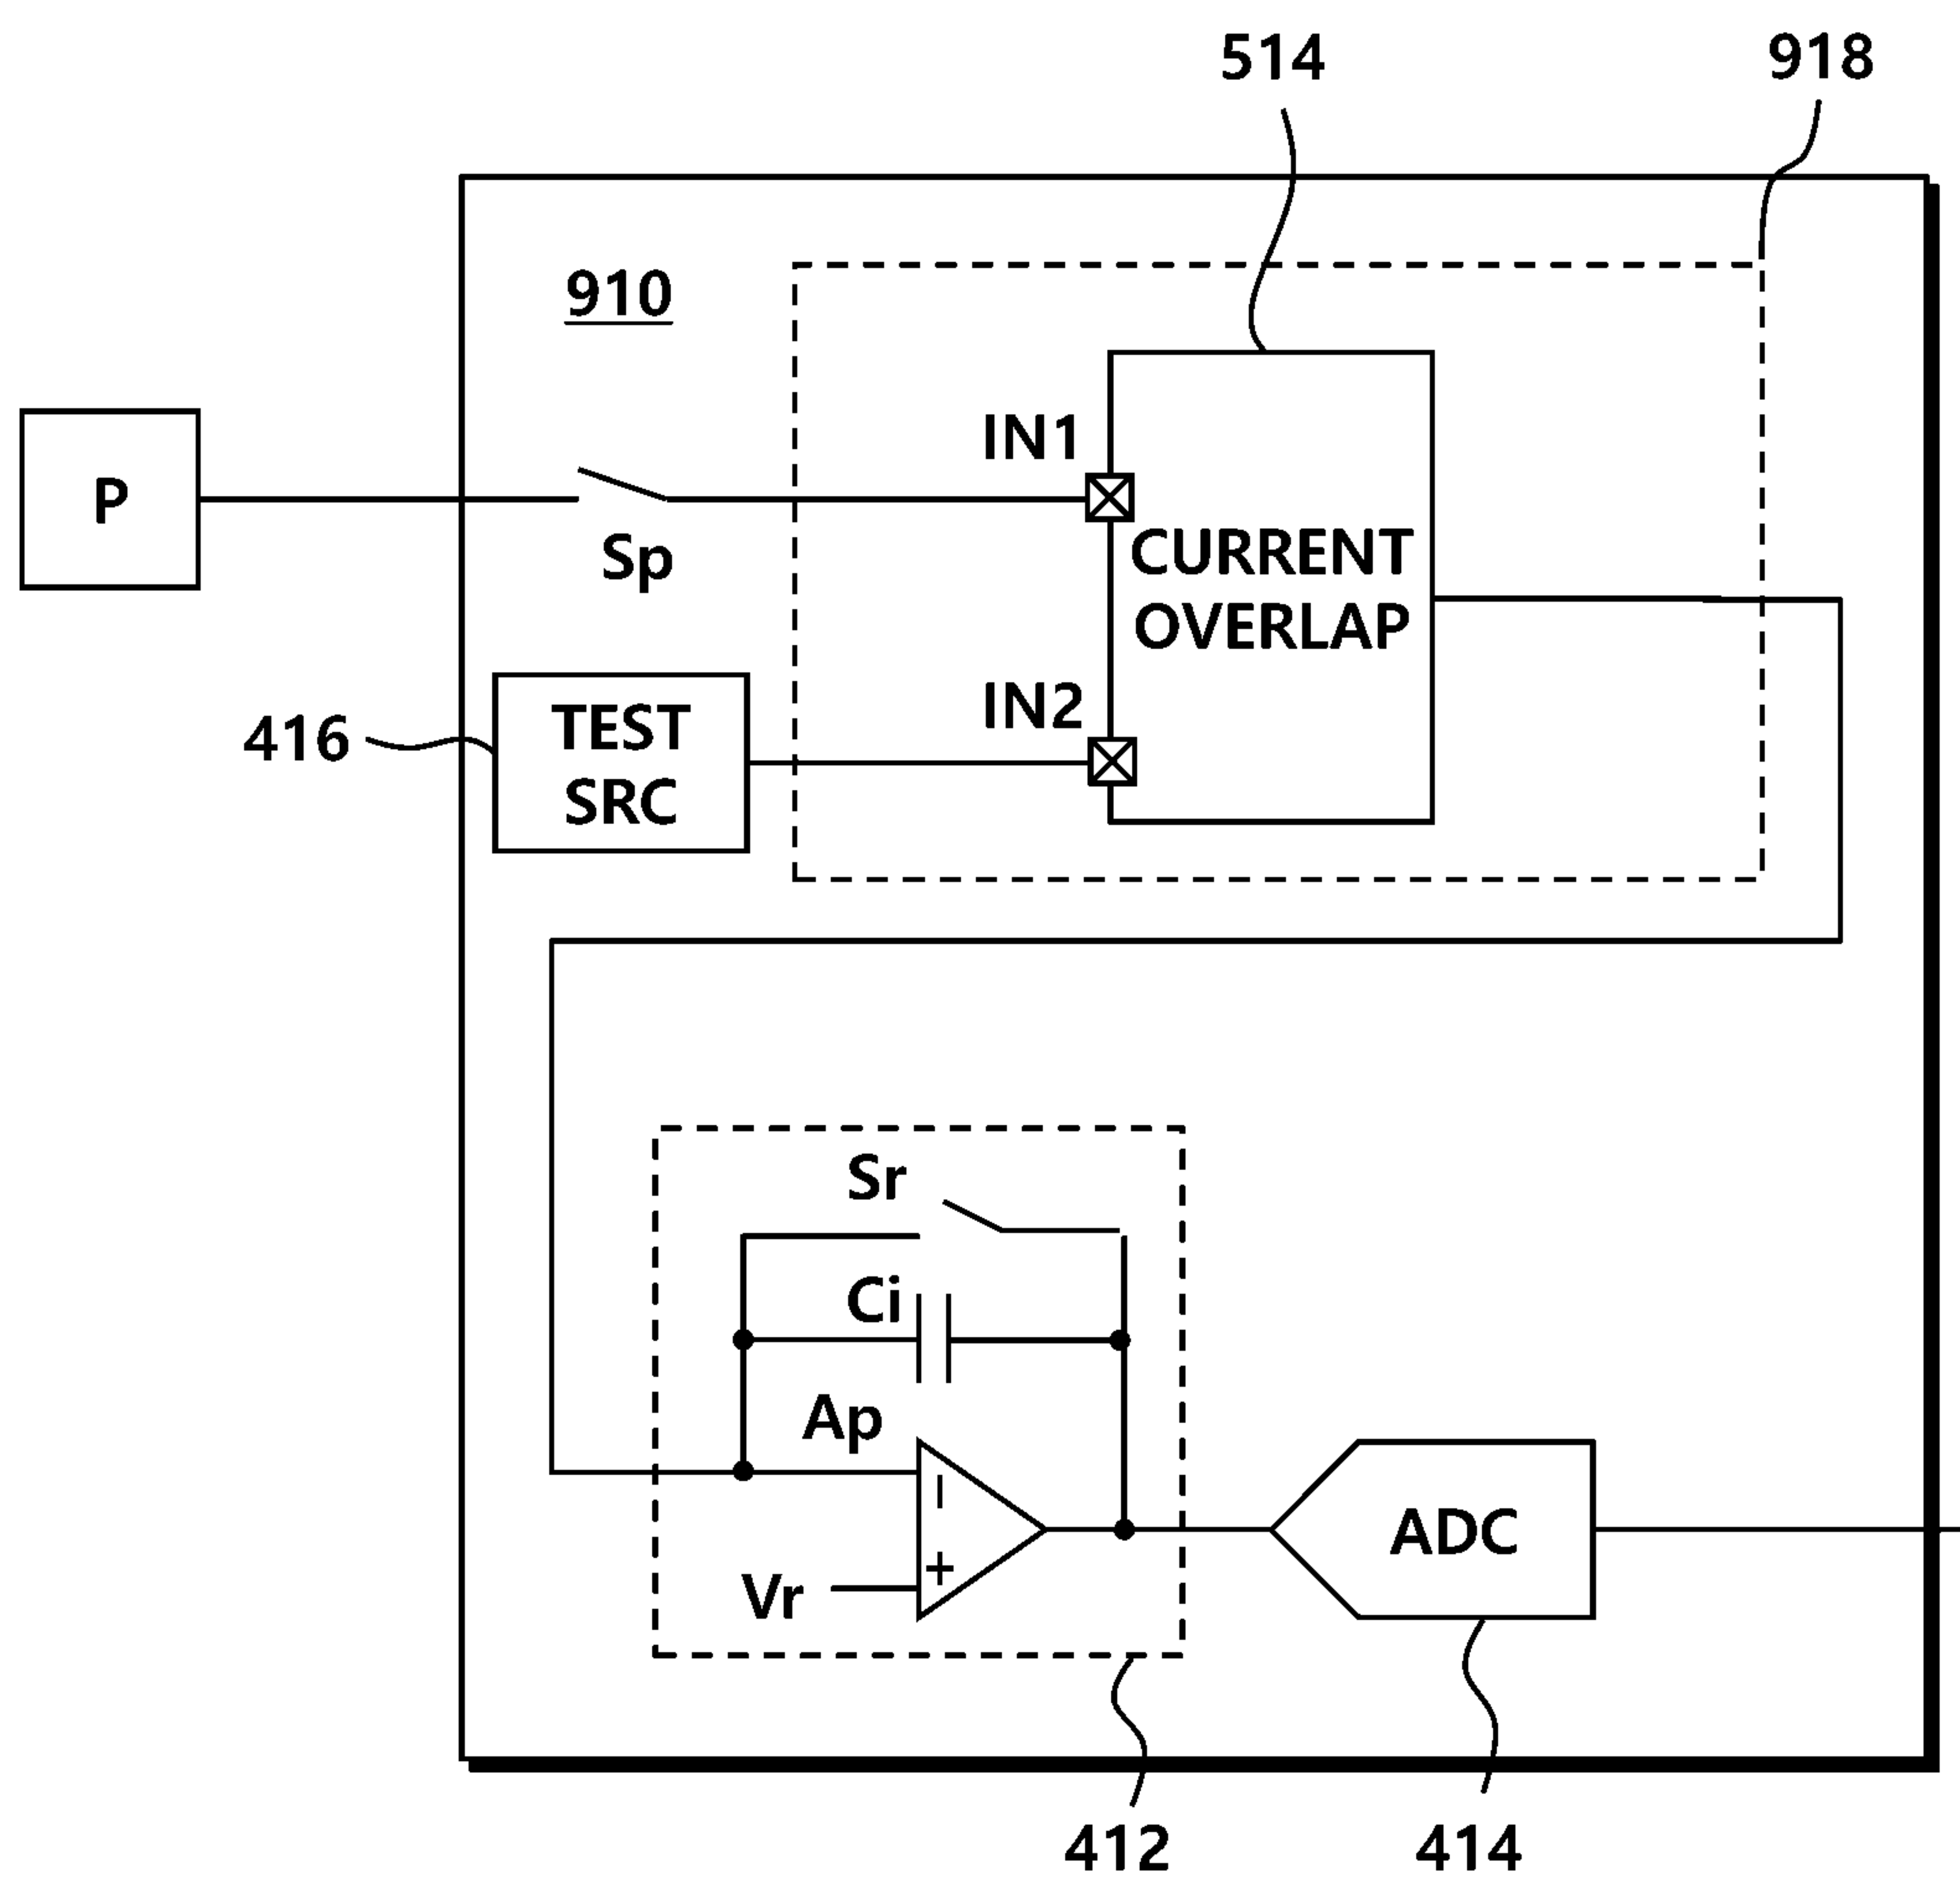 514
918
910
IN1
P
Sp
CURRENT
OVERLAP
IN2
416
TEST
SRC
Sr
Ci
Ap
ADC
Vr
412
414